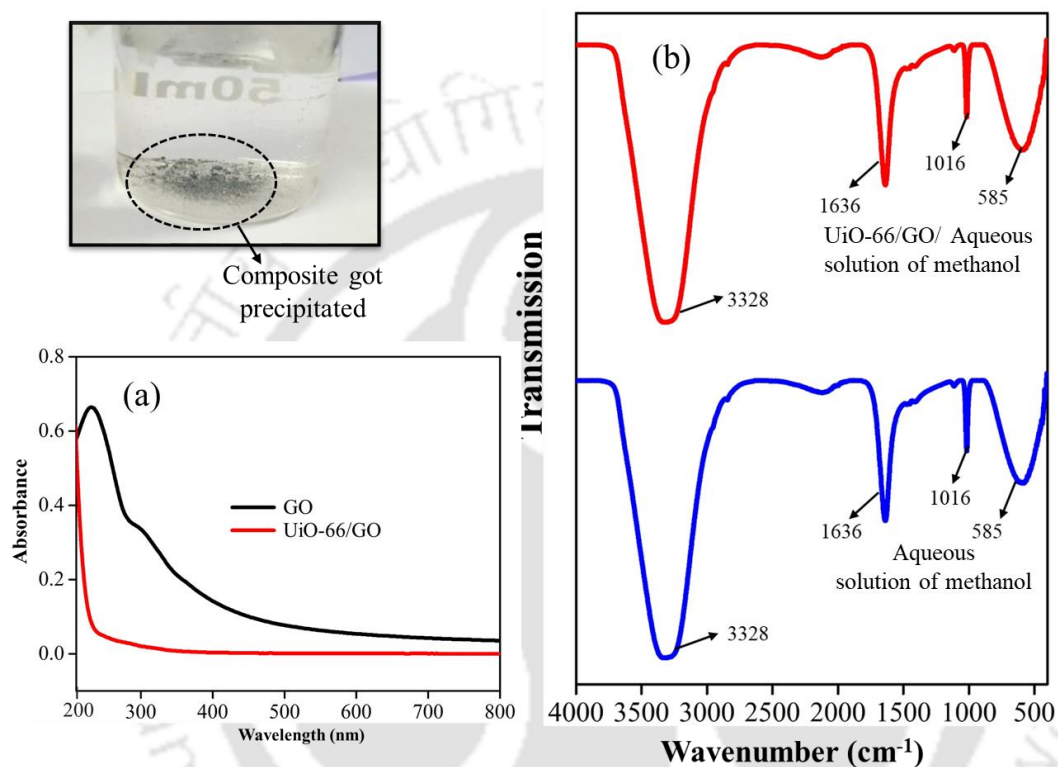 50ml
Composite got
precipitated
(a)
0.8
0.6
0.4
0.2
0.0
Absorbance
GO
UiO-66/GO
200 300 400 500 600 700 800
Wavelength (nm)
(b)
Transmission
1636
1016
585
UiO-66/GO/ Aqueous
solution of methanol
3328
1636
1016
585
Aqueous
solution of methanol
3328
4000 3500 3000 2500 2000 1500 1000 500
Wavenumber (cm⁻¹)